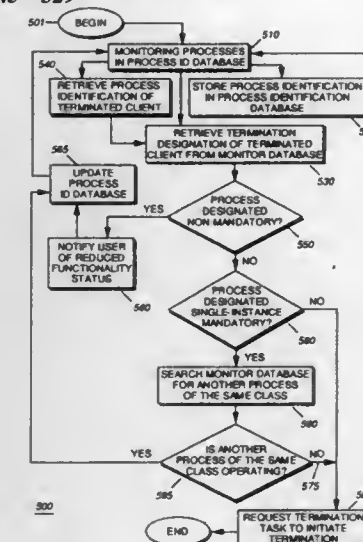 501
BEGIN
510
MONITORING PROCESSES
IN PROCESS ID DATABASE
540
RETRIEVE PROCESS
IDENTIFICATION OF
TERMINATED CLIENT
STORE PROCESS IDENTIFICATION
IN PROCESS IDENTIFICATION
DATABASE
RETRIEVE TERMINATION
DESIGNATION OF TERMINATED
CLIENT FROM MONITOR DATABASE
530
565
UPDATE
PROCESS
ID DATABASE
YES
PROCESS
DESIGNATED
NON MANDATORY?
550
NOTIFY USER
OF REDUCED
FUNCTIONALITY
STATUS
560
NO
PROCESS
DESIGNATED
SINGLE-INSTANCE
MANDATORY?
NO
580
YES
SEARCH MONITOR DATABASE
FOR ANOTHER PROCESS
OF THE SAME CLASS
YES
IS ANOTHER
PROCESS OF THE SAME
CLASS OPERATING?
NO
575
595
500
END
REQUEST TERMINATION
TASK TO INITIATE
TERMINATION